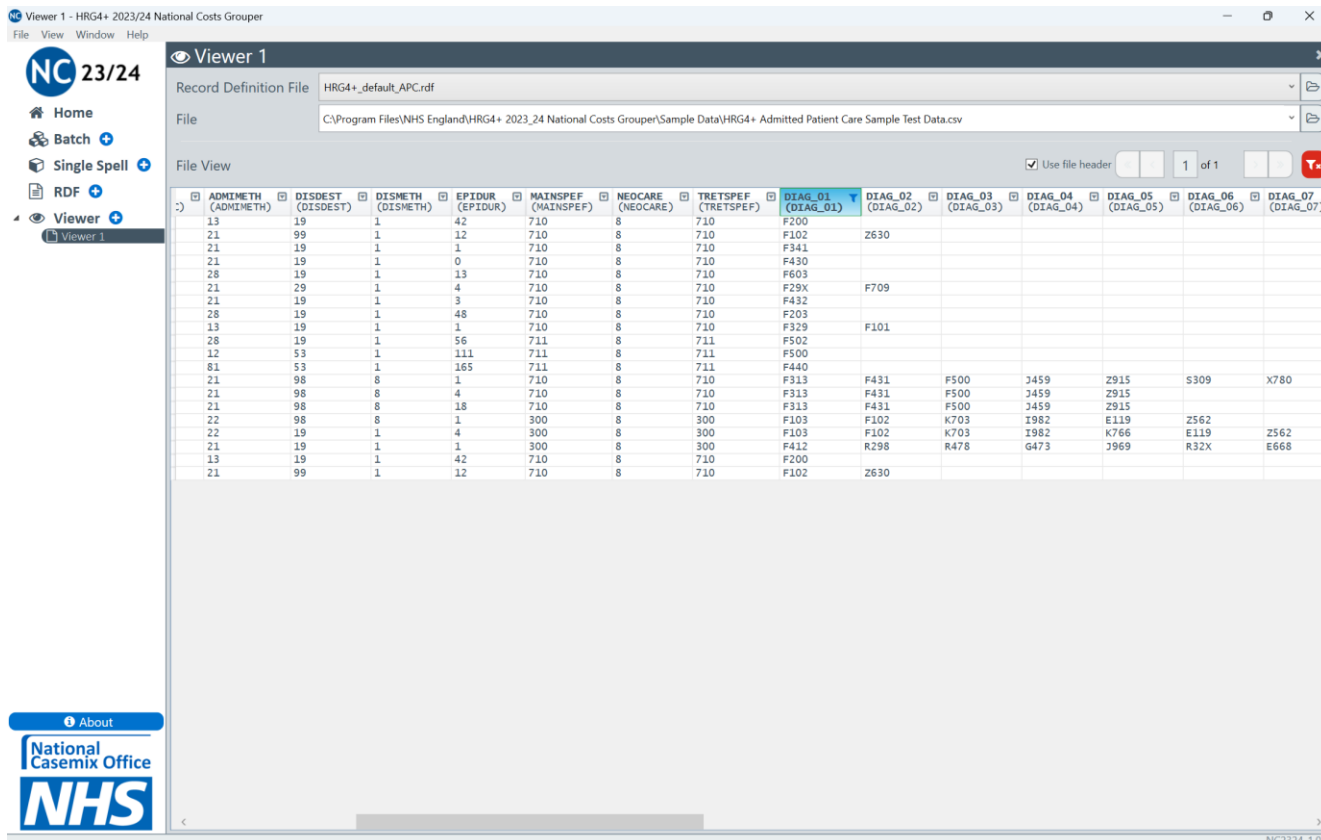 NC Viewer 1 - HRG4+ 2023/24 National Costs Grouper
File View Window Help
NC 23/24
Home
Batch
Single Spell
RDF
Viewer
Viewer 1
Viewer 1
Record Definition File HRG4+_default_APC.rdf
File C:\Program Files\NHS England\HRG4+ 2023_24 National Costs Grouper\Sample Data\HRG4+ Admitted Patient Care Sample Test Data.csv
File View Use file header 1 of 1
ADMIMETH DISDEST DISMETH EPIDUR MAINSPEF NEOCARE TRETSPEF DIAG_01 DIAG_02 DIAG_03 DIAG_04 DIAG_05 DIAG_06 DIAG_07
:) (ADMIMETH) (DISDEST) (DISMETH) (EPIDUR) (MAINSPEF) (NEOCARE) (TRETSPEF) (DIAG_01) (DIAG_02) (DIAG_03) (DIAG_04) (DIAG_05) (DIAG_06) (DIAG_07)
13 19 1 42 710 8 710 F200
21 99 1 12 710 8 710 F102 Z630
21 19 1 1 710 8 710 F341
21 19 1 0 710 8 710 F430
28 19 1 13 710 8 710 F603
21 29 1 4 710 8 710 F29X F709
21 19 1 3 710 8 710 F432
28 19 1 48 710 8 710 F203
13 19 1 1 710 8 710 F329 F101
28 19 1 56 711 8 711 F502
12 53 1 111 711 8 711 F500
81 53 1 165 711 8 711 F440
21 98 8 1 710 8 710 F313 F431 F500 J459 Z915 S309 X780
21 98 8 4 710 8 710 F313 F431 F500 J459 Z915
21 98 8 18 710 8 710 F313 F431 F500 J459 Z915
22 98 8 1 300 8 300 F103 F102 K703 I982 E119 Z562
22 19 1 4 300 8 300 F103 F102 K703 I982 K766 E119 Z562
21 19 1 1 300 8 300 F412 R298 R478 G473 J969 R32X E668
13 19 1 42 710 8 710 F200
21 99 1 12 710 8 710 F102 Z630
About
National
Casemix Office
NHS